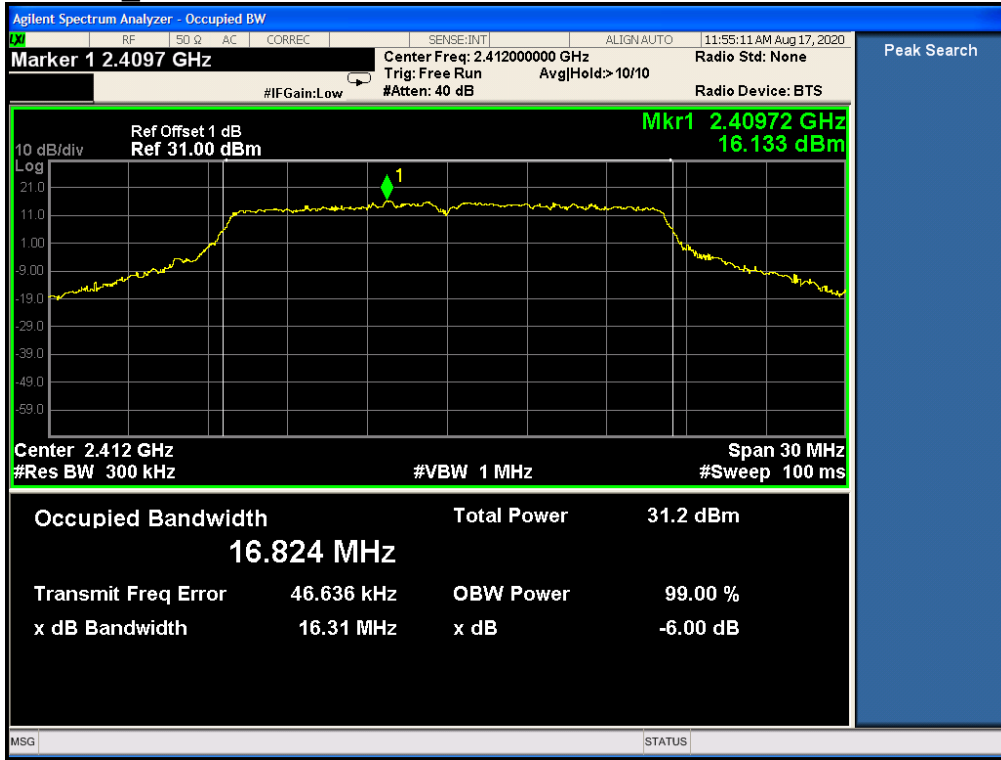 Agilent Spectrum Analyzer - Occupied BW
LXI RF 50 Ω AC CORREC SENSE:INT ALIGNAUTO 11:55:11 AM Aug 17, 2020
Marker 1 2.4097 GHz Center Freq: 2.412000000 GHz Radio Std: None Peak Search
Trig: Free Run Avg|Hold:>10/10
#IFGain:Low #Atten: 40 dB Radio Device: BTS
Mkr1 2.40972 GHz
Ref Offset 1 dB
10 dB/div Ref 31.00 dBm 16.133 dBm
Log
1
21.0
11.0
1.00
-9.00
-19.0
-29.0
-39.0
-49.0
-59.0
Center 2.412 GHz Span 30 MHz
#Res BW 300 kHz #VBW 1 MHz #Sweep 100 ms
Occupied Bandwidth Total Power 31.2 dBm
16.824 MHz
Transmit Freq Error 46.636 kHz OBW Power 99.00 %
x dB Bandwidth 16.31 MHz x dB -6.00 dB
MSG STATUS